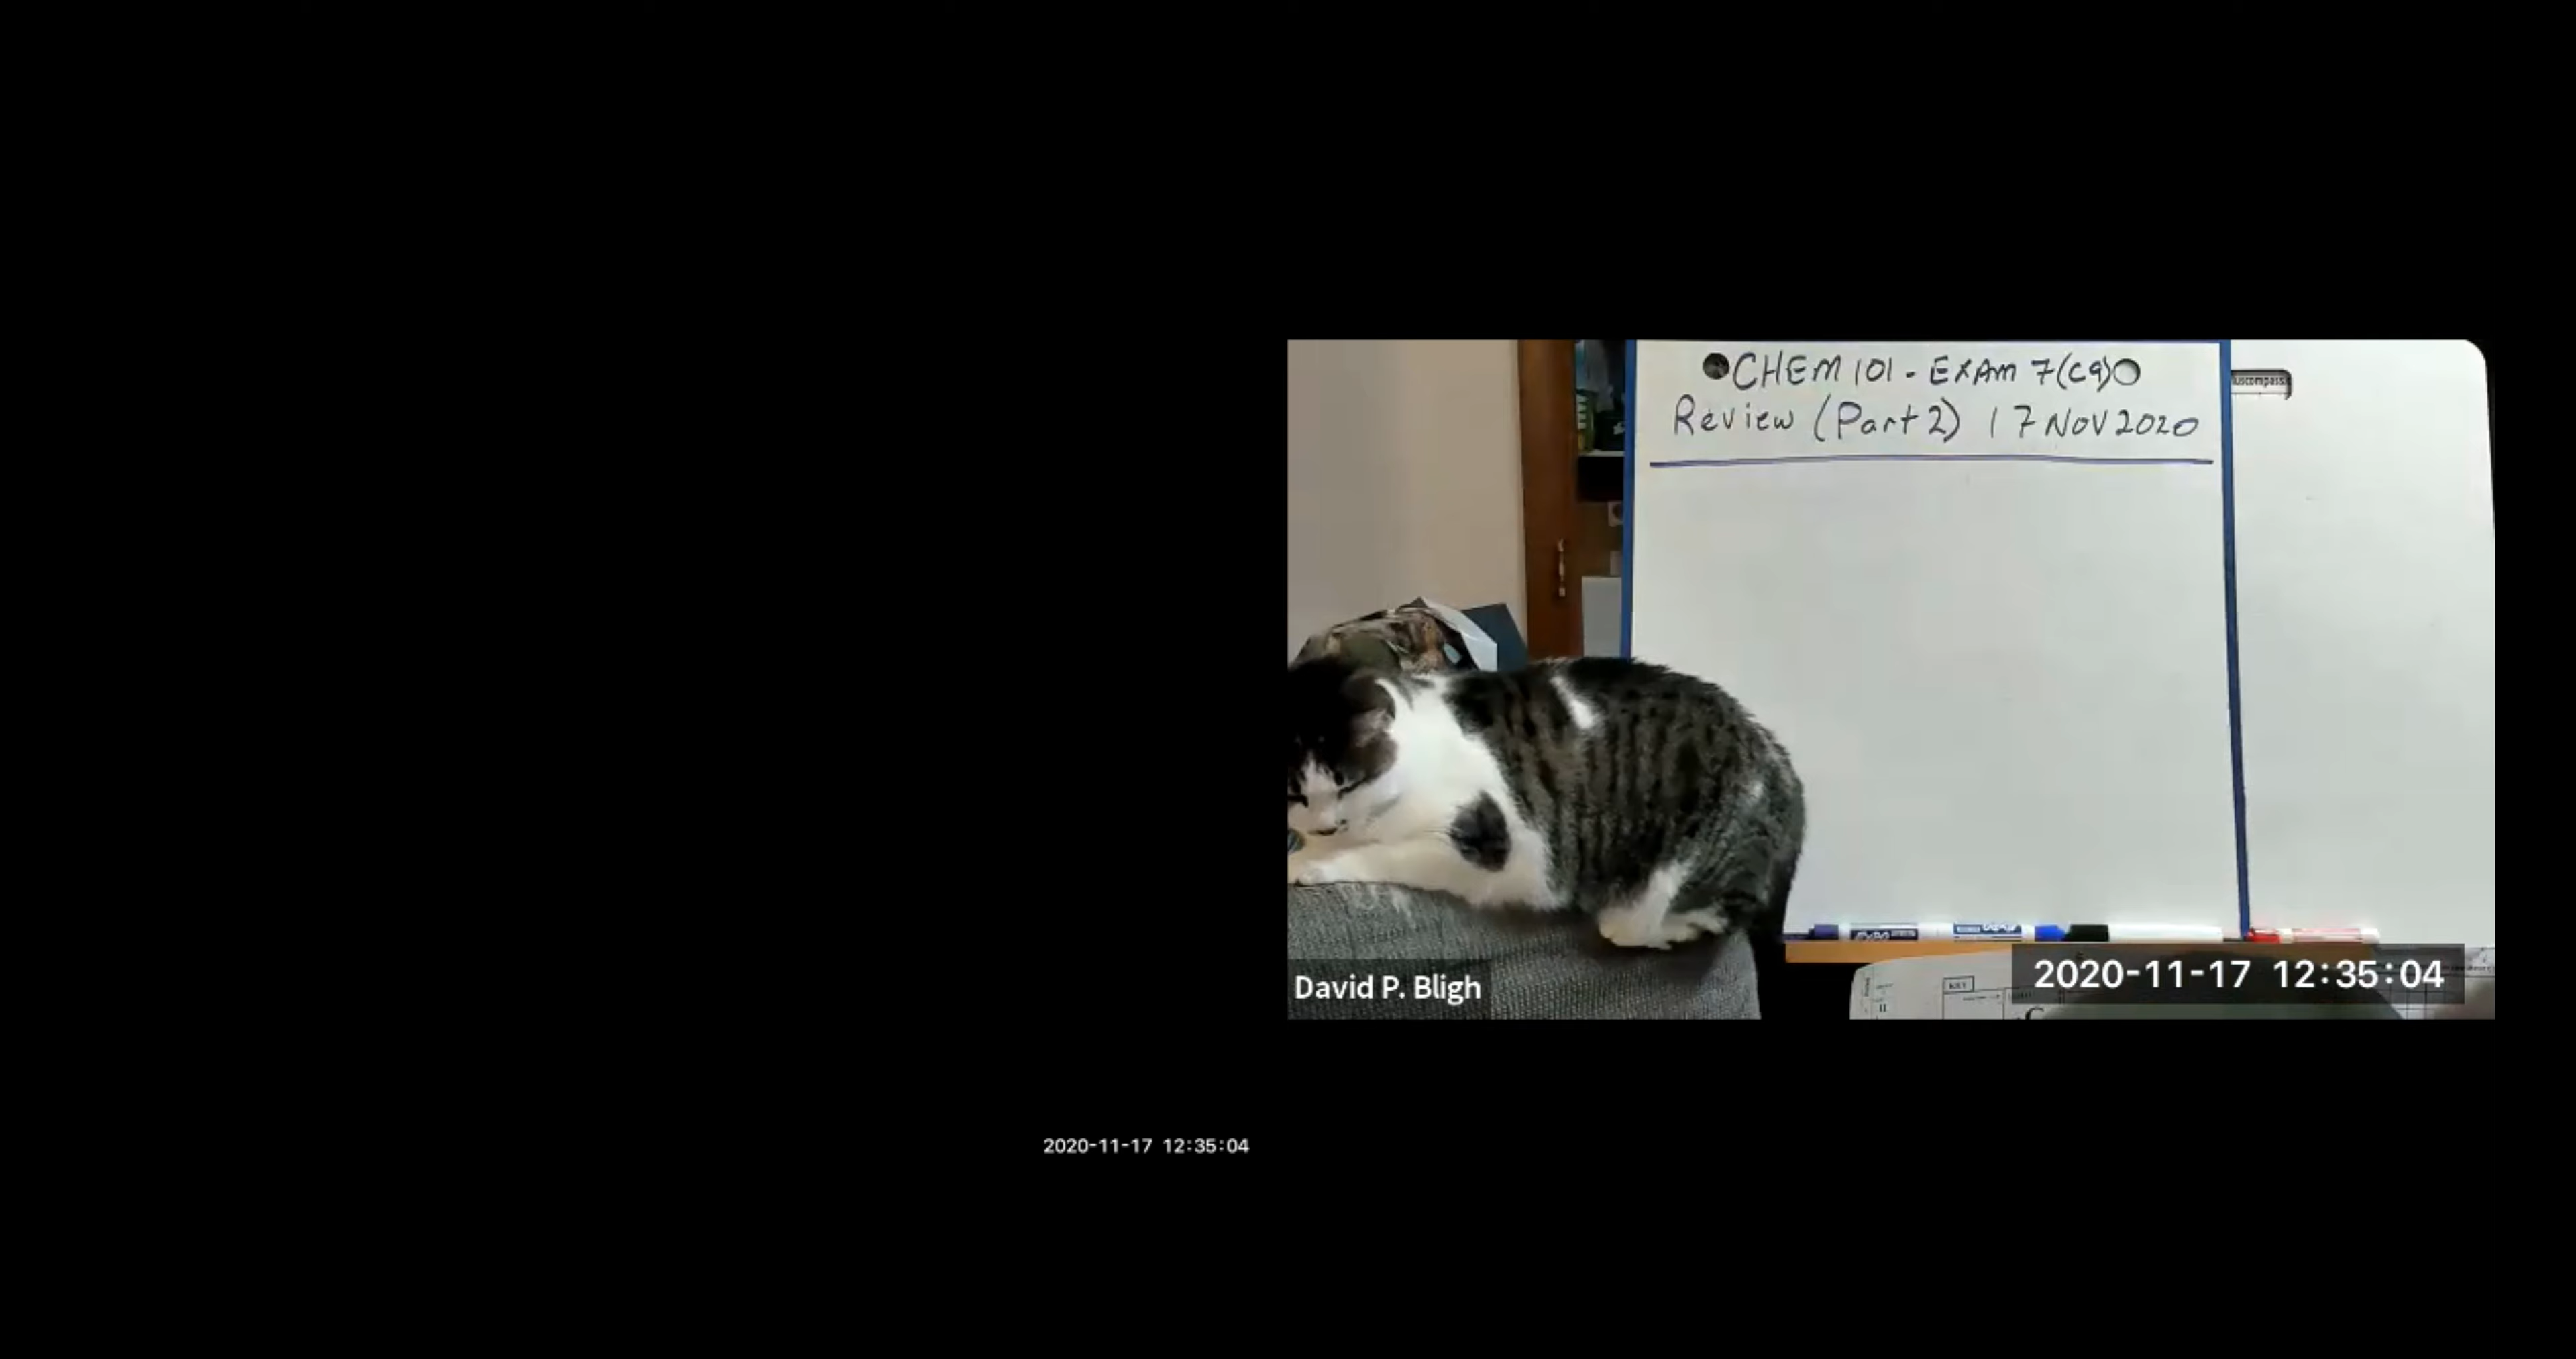 CHEM 101 - EXAM 7(C9)
Review (Part 2) 17 NOV 2020
KEY
David P. Bligh
2020-11-17 12:35:04
2020-11-17 12:35:04